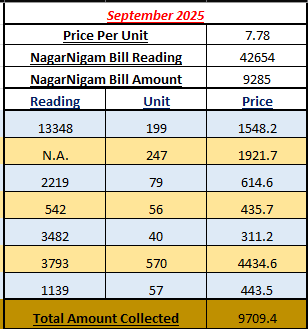 September 2025
Price Per Unit 7.78
NagarNigam Bill Reading 42654
NagarNigam Bill Amount 9285
Reading Unit Price
13348 199 1548.2
N.A. 247 1921.7
2219 79 614.6
542 56 435.7
3482 40 311.2
3793 570 4434.6
1139 57 443.5
Total Amount Collected 9709.4